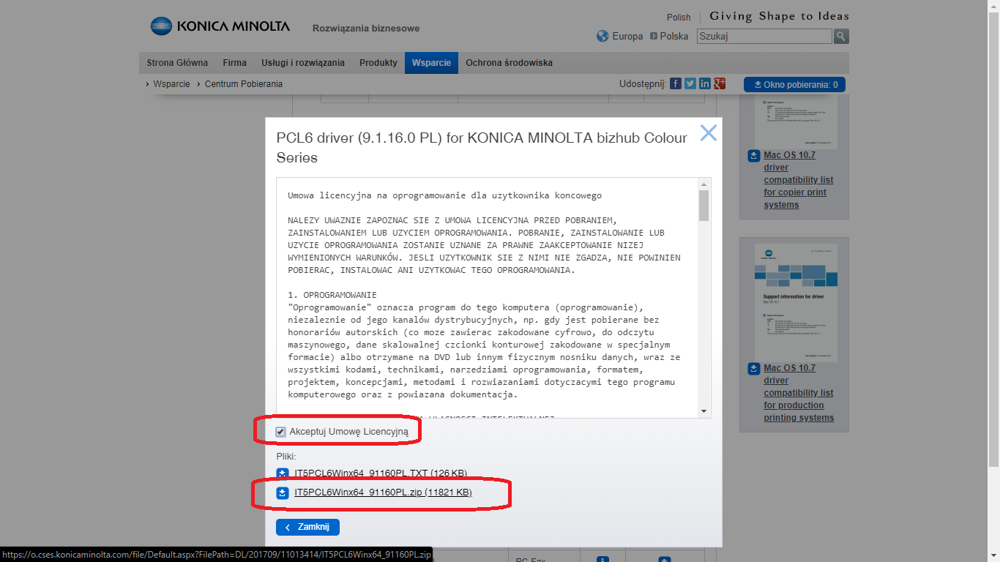 KONICA MINOLTA
Rozwiązania biznesowe
Polish
Giving Shape to Ideas
Europa
Polska
Szukaj
Strona Główna Firma Usługi i rozwiązania Produkty Wsparcie Ochrona środowiska
› Wsparcie › Centrum Pobierania
Udostępnij:
Okno pobierania: 0
PCL6 driver (9.1.16.0 PL) for KONICA MINOLTA bizhub Colour
Series
Umowa licencyjna na oprogramowanie dla uzytkownika koncowego
NALEZY UWAZNIE ZAPOZNAC SIE Z UMOWA LICENCYJNA PRZED POBRANIEM,
ZAINSTALOWANIEM LUB UZYCIEM OPROGRAMOWANIA. POBRANIE, ZAINSTALOWANIE LUB
UZYCIE OPROGRAMOWANIA ZOSTANIE UZNANE ZA PRAWNE ZAAKCEPTOWANIE NIZEJ
WYMIENIONYCH WARUNKÓW. JESLI UZYTKOWNIK SIE Z NIMI NIE ZGADZA, NIE POWINIEN
POBIERAC, INSTALOWAC ANI UZYTKOWAC TEGO OPROGRAMOWANIA.
1. OPROGRAMOWANIE
"Oprogramowanie" oznacza program do tego komputera (oprogramowanie),
niezaleznie od jego kanałów dystrybucyjnych, np. gdy jest pobierane bez
honorariów autorskich (co moze zawierac zakodowane cyfrowo, do odczytu
maszynowego, dane skalowalnej czcionki konturowej zakodowane w specjalnym
formacie) albo otrzymane na DVD lub innym fizycznym nosniku danych, wraz ze
wszystkimi kodami, technikami, narzedziami oprogramowania, formatem,
projektem, koncepcjami, metodami i rozwiazaniami dotyczacymi tego programu
komputerowego oraz z powiazana dokumentacja.
WLASNOSCI INTELEKTUALNEJ
Akceptuj Umowę Licencyjną
Pliki:
IT5PCL6Winx64_91160PL.TXT (126 KB)
IT5PCL6Winx64_91160PL.zip (11821 KB)
‹ Zamknij
Mac OS 10.7
driver
compatibility list
for copier print
systems
Support information for driver
Mac OS 10.7
Mac OS 10.7
driver
compatibility list
for production
printing systems
PC-Fax
https://o.cses.konicaminolta.com/file/Default.aspx?FilePath=DL/201709/11013414/IT5PCL6Winx64_91160PL.zip